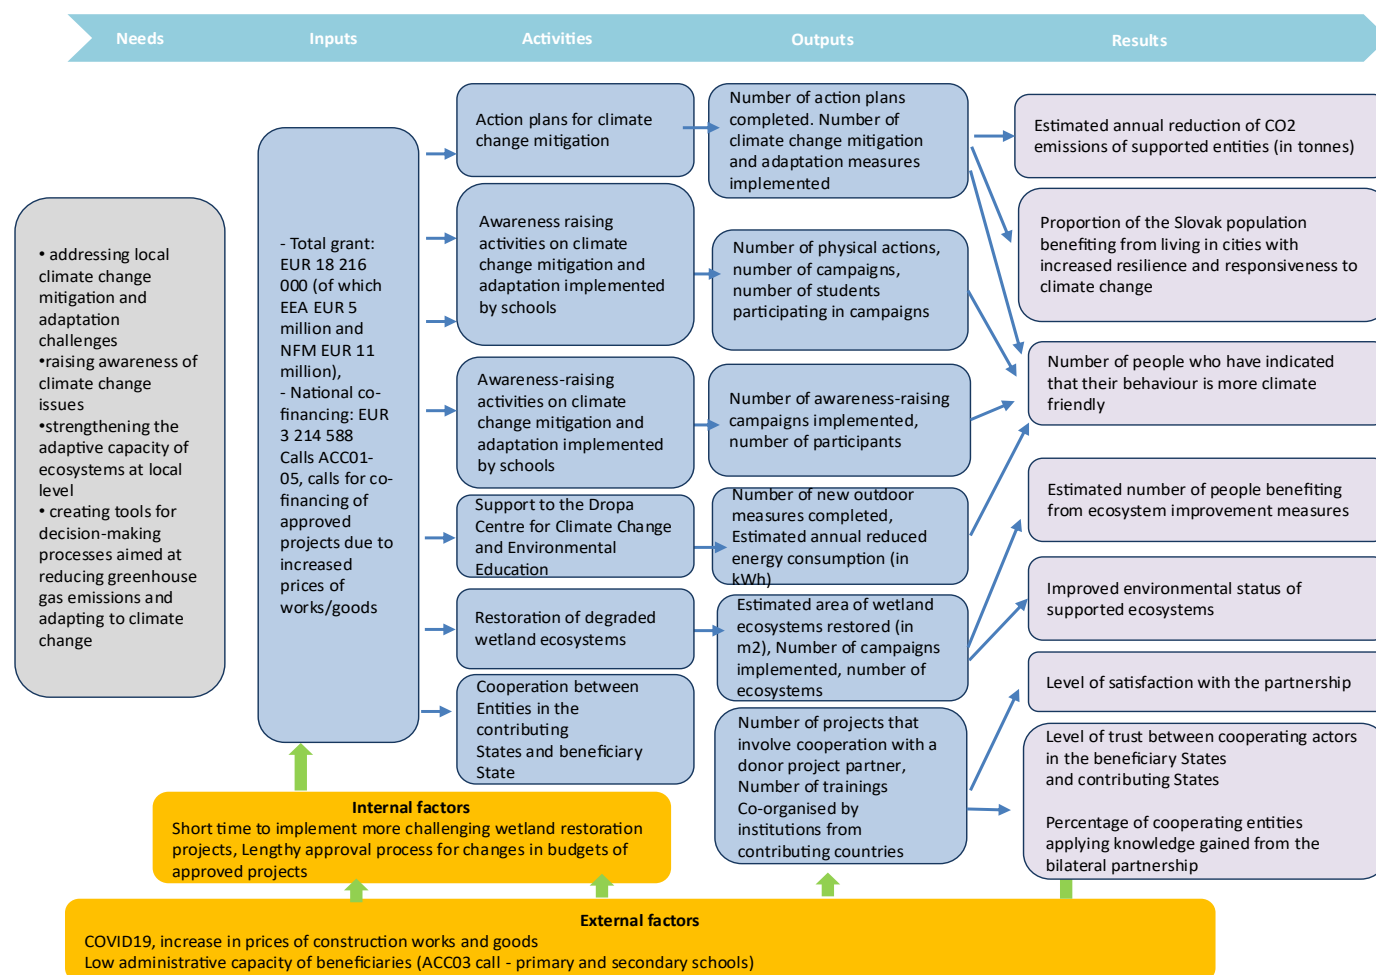 Needs
Inputs
Activities
Outputs
Results
• addressing local
climate change
mitigation and
adaptation
challenges
•raising awareness of
climate change
issues
•strengthening the
adaptive capacity of
ecosystems at local
level
• creating tools for
decision-making
processes aimed at
reducing greenhouse
gas emissions and
adapting to climate
change
- Total grant:
EUR 18 216
000 (of which
EEA EUR 5
million and
NFM EUR 11
million),
- National co-
financing: EUR
3 214 588
Calls ACC01-
05, calls for co-
financing of
approved
projects due to
increased
prices of
works/goods
Action plans for climate
change mitigation
Awareness raising
activities on climate
change mitigation and
adaptation implemented
by schools
Awareness-raising
activities on climate
change mitigation and
adaptation implemented
by schools
Support to the Dropa
Centre for Climate Change
and Environmental
Education
Restoration of degraded
wetland ecosystems
Cooperation between
Entities in the
contributing
States and beneficiary
State
Number of action plans
completed. Number of
climate change mitigation
and adaptation measures
implemented
Number of physical actions,
number of campaigns,
number of students
participating in campaigns
Number of awareness-raising
campaigns implemented,
number of participants
Number of new outdoor
measures completed,
Estimated annual reduced
energy consumption (in
kWh)
Estimated area of wetland
ecosystems restored (in
m2), Number of campaigns
implemented, number of
ecosystems
Number of projects that
involve cooperation with a
donor project partner,
Number of trainings
Co-organised by
institutions from
contributing countries
Estimated annual reduction of CO2
emissions of supported entities (in tonnes)
Proportion of the Slovak population
benefiting from living in cities with
increased resilience and responsiveness to
climate change
Number of people who have indicated
that their behaviour is more climate
friendly
Estimated number of people benefiting
from ecosystem improvement measures
Improved environmental status of
supported ecosystems
Level of satisfaction with the partnership
Level of trust between cooperating actors
in the beneficiary States
and contributing States
Percentage of cooperating entities
applying knowledge gained from the
bilateral partnership
Internal factors
Short time to implement more challenging wetland restoration
projects, Lengthy approval process for changes in budgets of
approved projects
External factors
COVID19, increase in prices of construction works and goods
Low administrative capacity of beneficiaries (ACC03 call - primary and secondary schools)